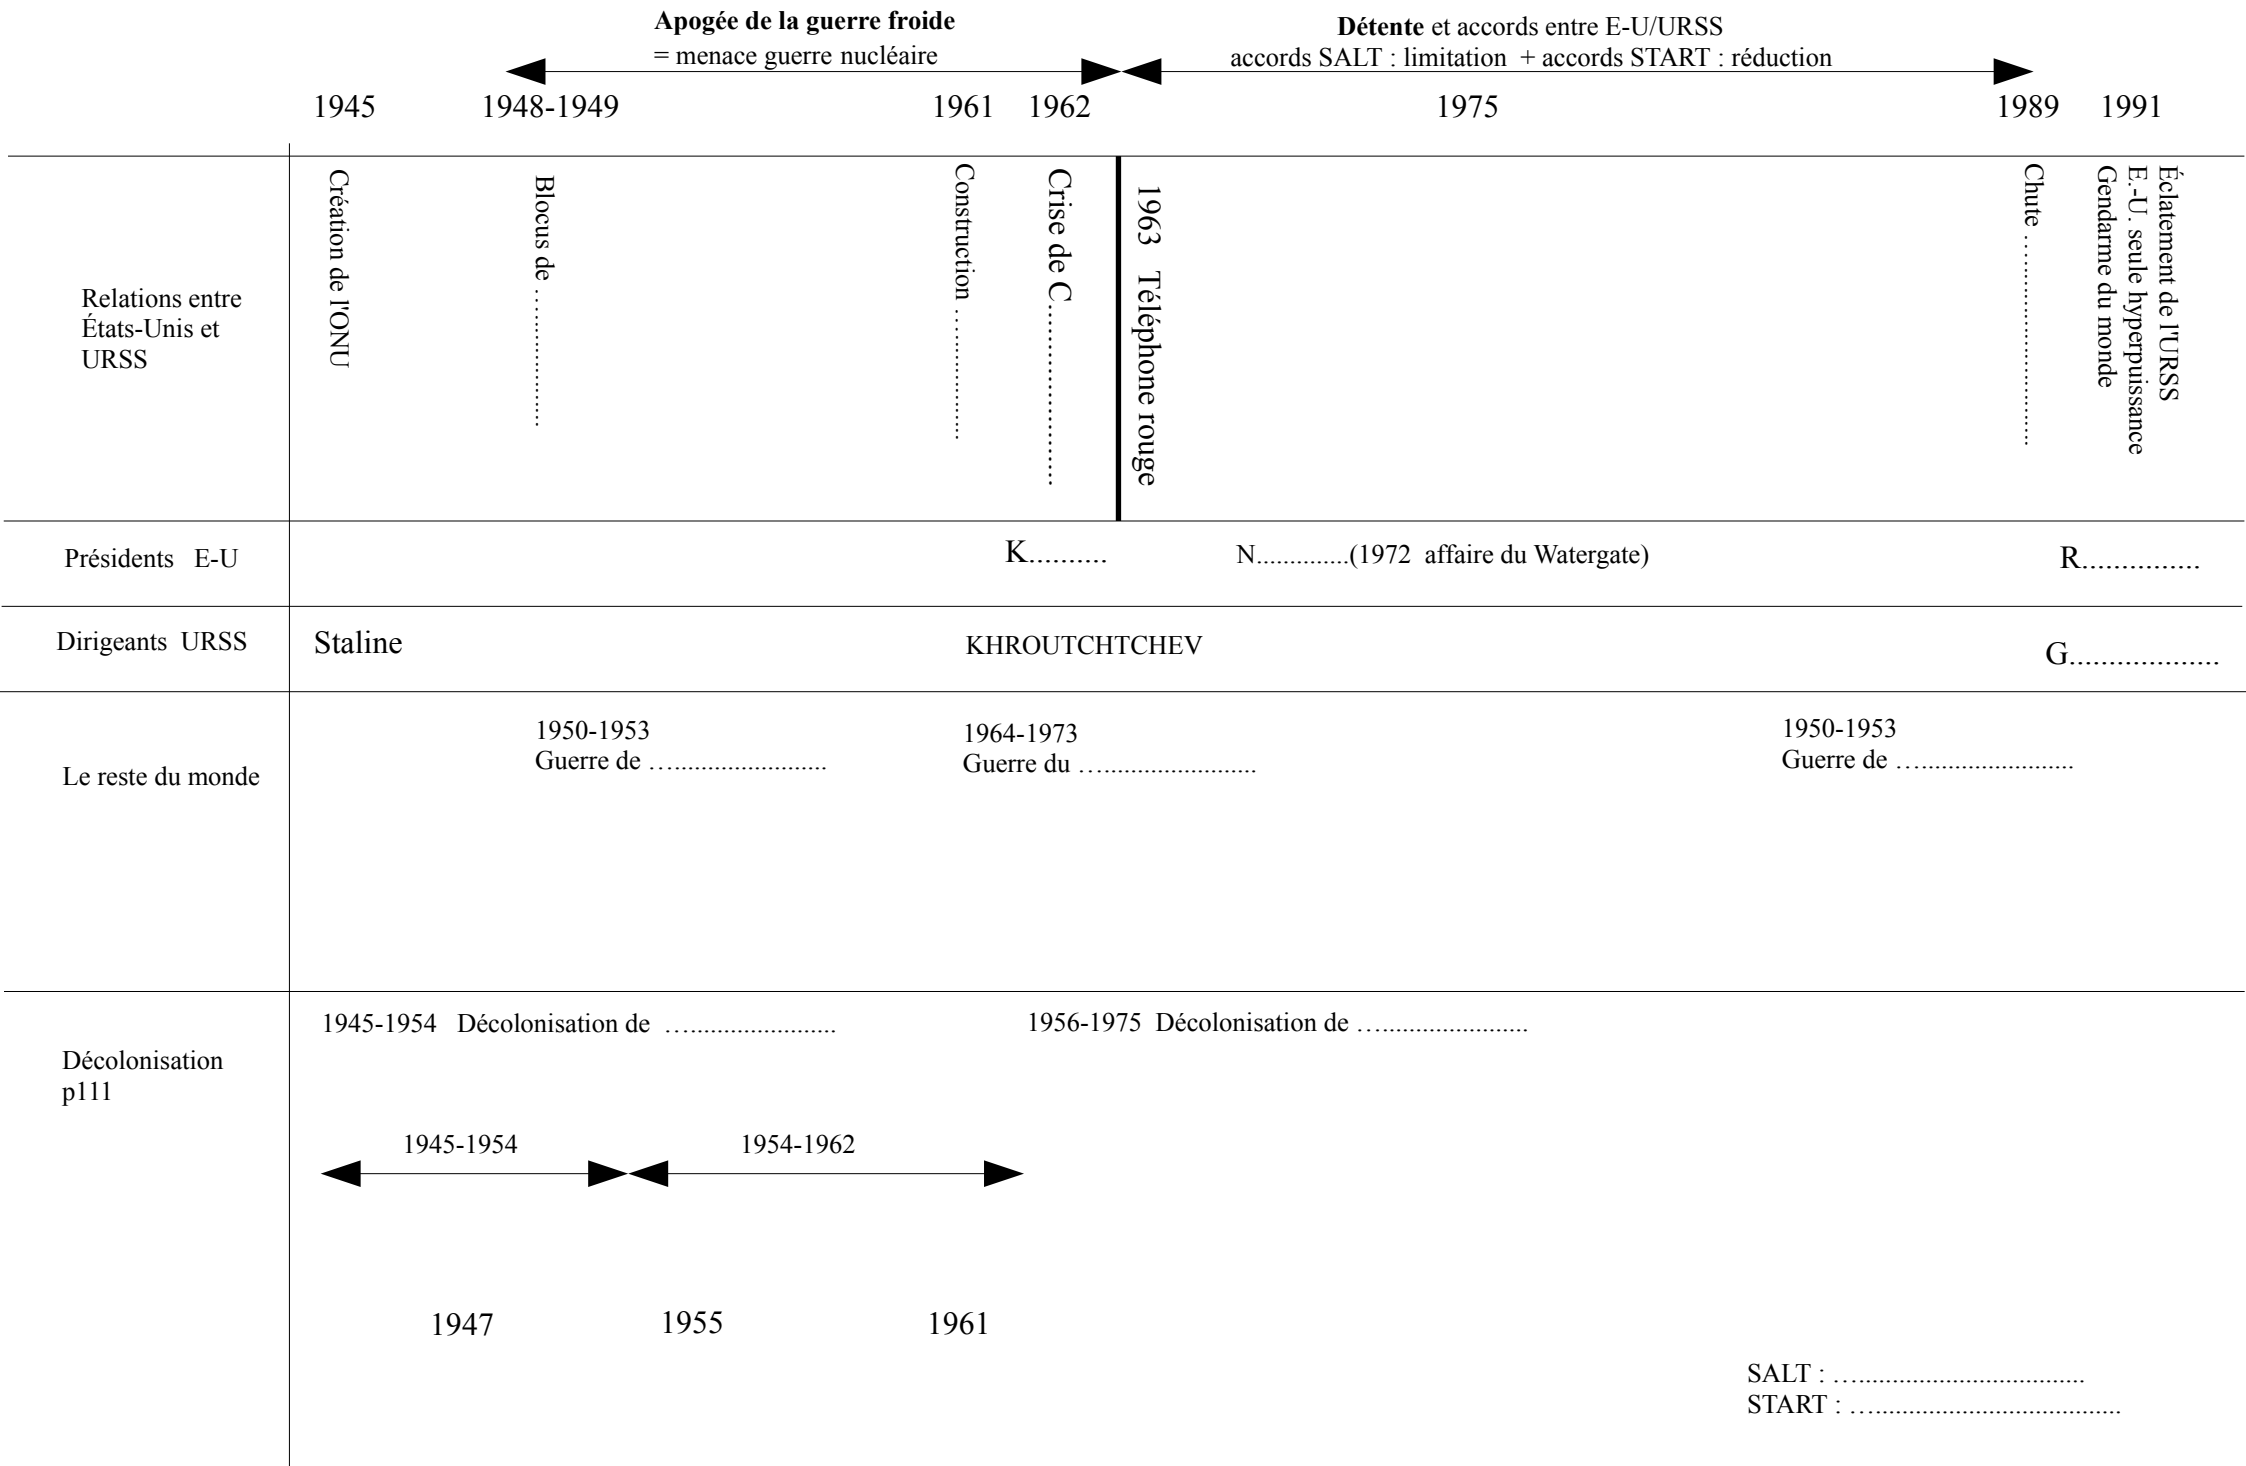 Apogée de la guerre froide
= menace guerre nucléaire
Détente et accords entre E-U/URSS
accords SALT : limitation + accords START : réduction
1945
1948-1949
1961
1962
1975
1989
1991
Relations entre
États-Unis et
URSS
Création de l'ONU
Blocus de ………………
Construction ………………
Crise de C.......................
1963 Téléphone rouge
Chute ………………………
Éclatement de l'URSS
E.-U. seule hyperpuissance
Gendarme du monde
Présidents E-U
K..........
N..............(1972 affaire du Watergate)
R...............
Dirigeants URSS
Staline
KHROUTCHTCHEV
G...................
Le reste du monde
1950-1953
Guerre de ….......................
1964-1973
Guerre du ….......................
1950-1953
Guerre de ….......................
Décolonisation
p111
1945-1954 Décolonisation de ….......................
1956-1975 Décolonisation de ….......................
1945-1954
1954-1962
1947
1955
1961
SALT : …...................................
START : ….....................................